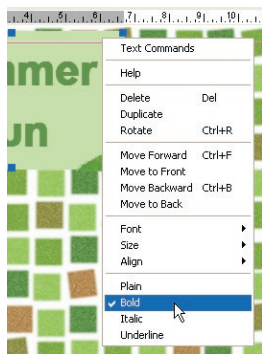 4 5 6 7 8 9 10
mmer
un
Text Commands
Help
Delete Del
Duplicate
Rotate Ctrl+R
Move Forward Ctrl+F
Move to Front
Move Backward Ctrl+B
Move to Back
Font
Size
Align
Plain
Bold
Italic
Underline